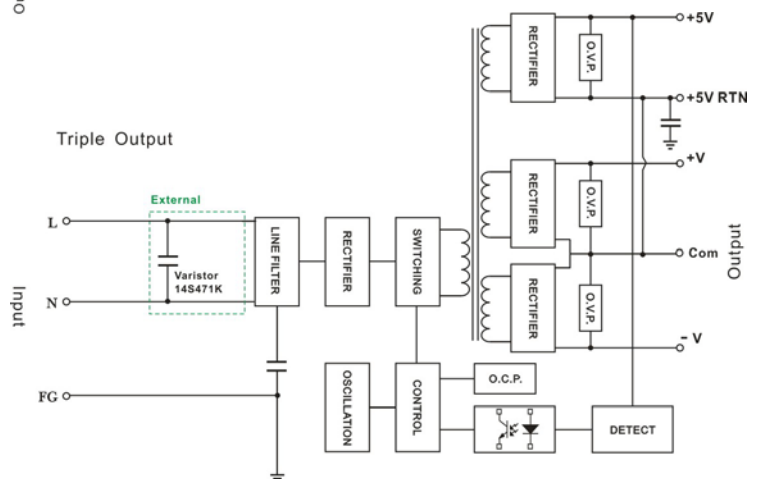 +5V
RECTIFIER
O.V.P.
+5V RTN
Triple Output
+V
External
RECTIFIER
O.V.P.
L
LINE FILTER
RECTIFIER
SWITCHING
Com
Output
Varistor
14S471K
Input
N
RECTIFIER
O.V.P.
- V
FG
OSCILLATION
CONTROL
O.C.P.
DETECT